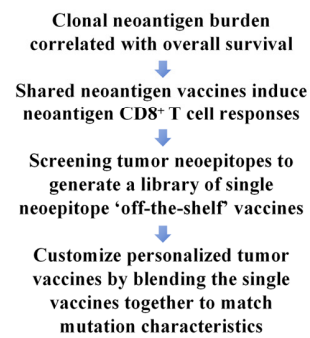 Clonal neoantigen burden
correlated with overall survival
Shared neoantigen vaccines induce
neoantigen CD8⁺ T cell responses
Screening tumor neoepitopes to
generate a library of single
neoepitope ‘off-the-shelf’ vaccines
Customize personalized tumor
vaccines by blending the single
vaccines together to match
mutation characteristics